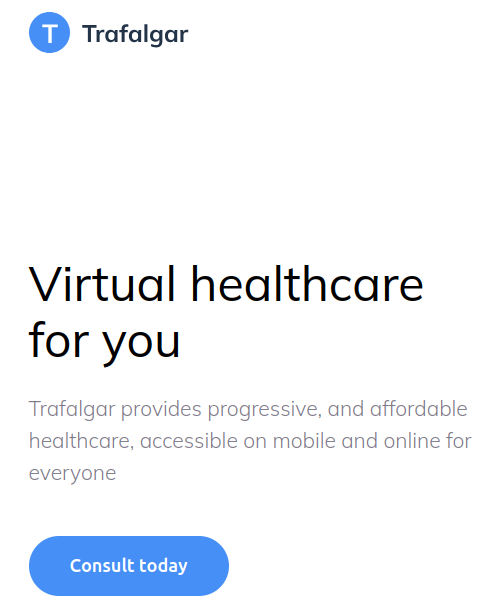 T Trafalgar
Virtual healthcare
for you
Trafalgar provides progressive, and affordable
healthcare, accessible on mobile and online for
everyone
Consult today